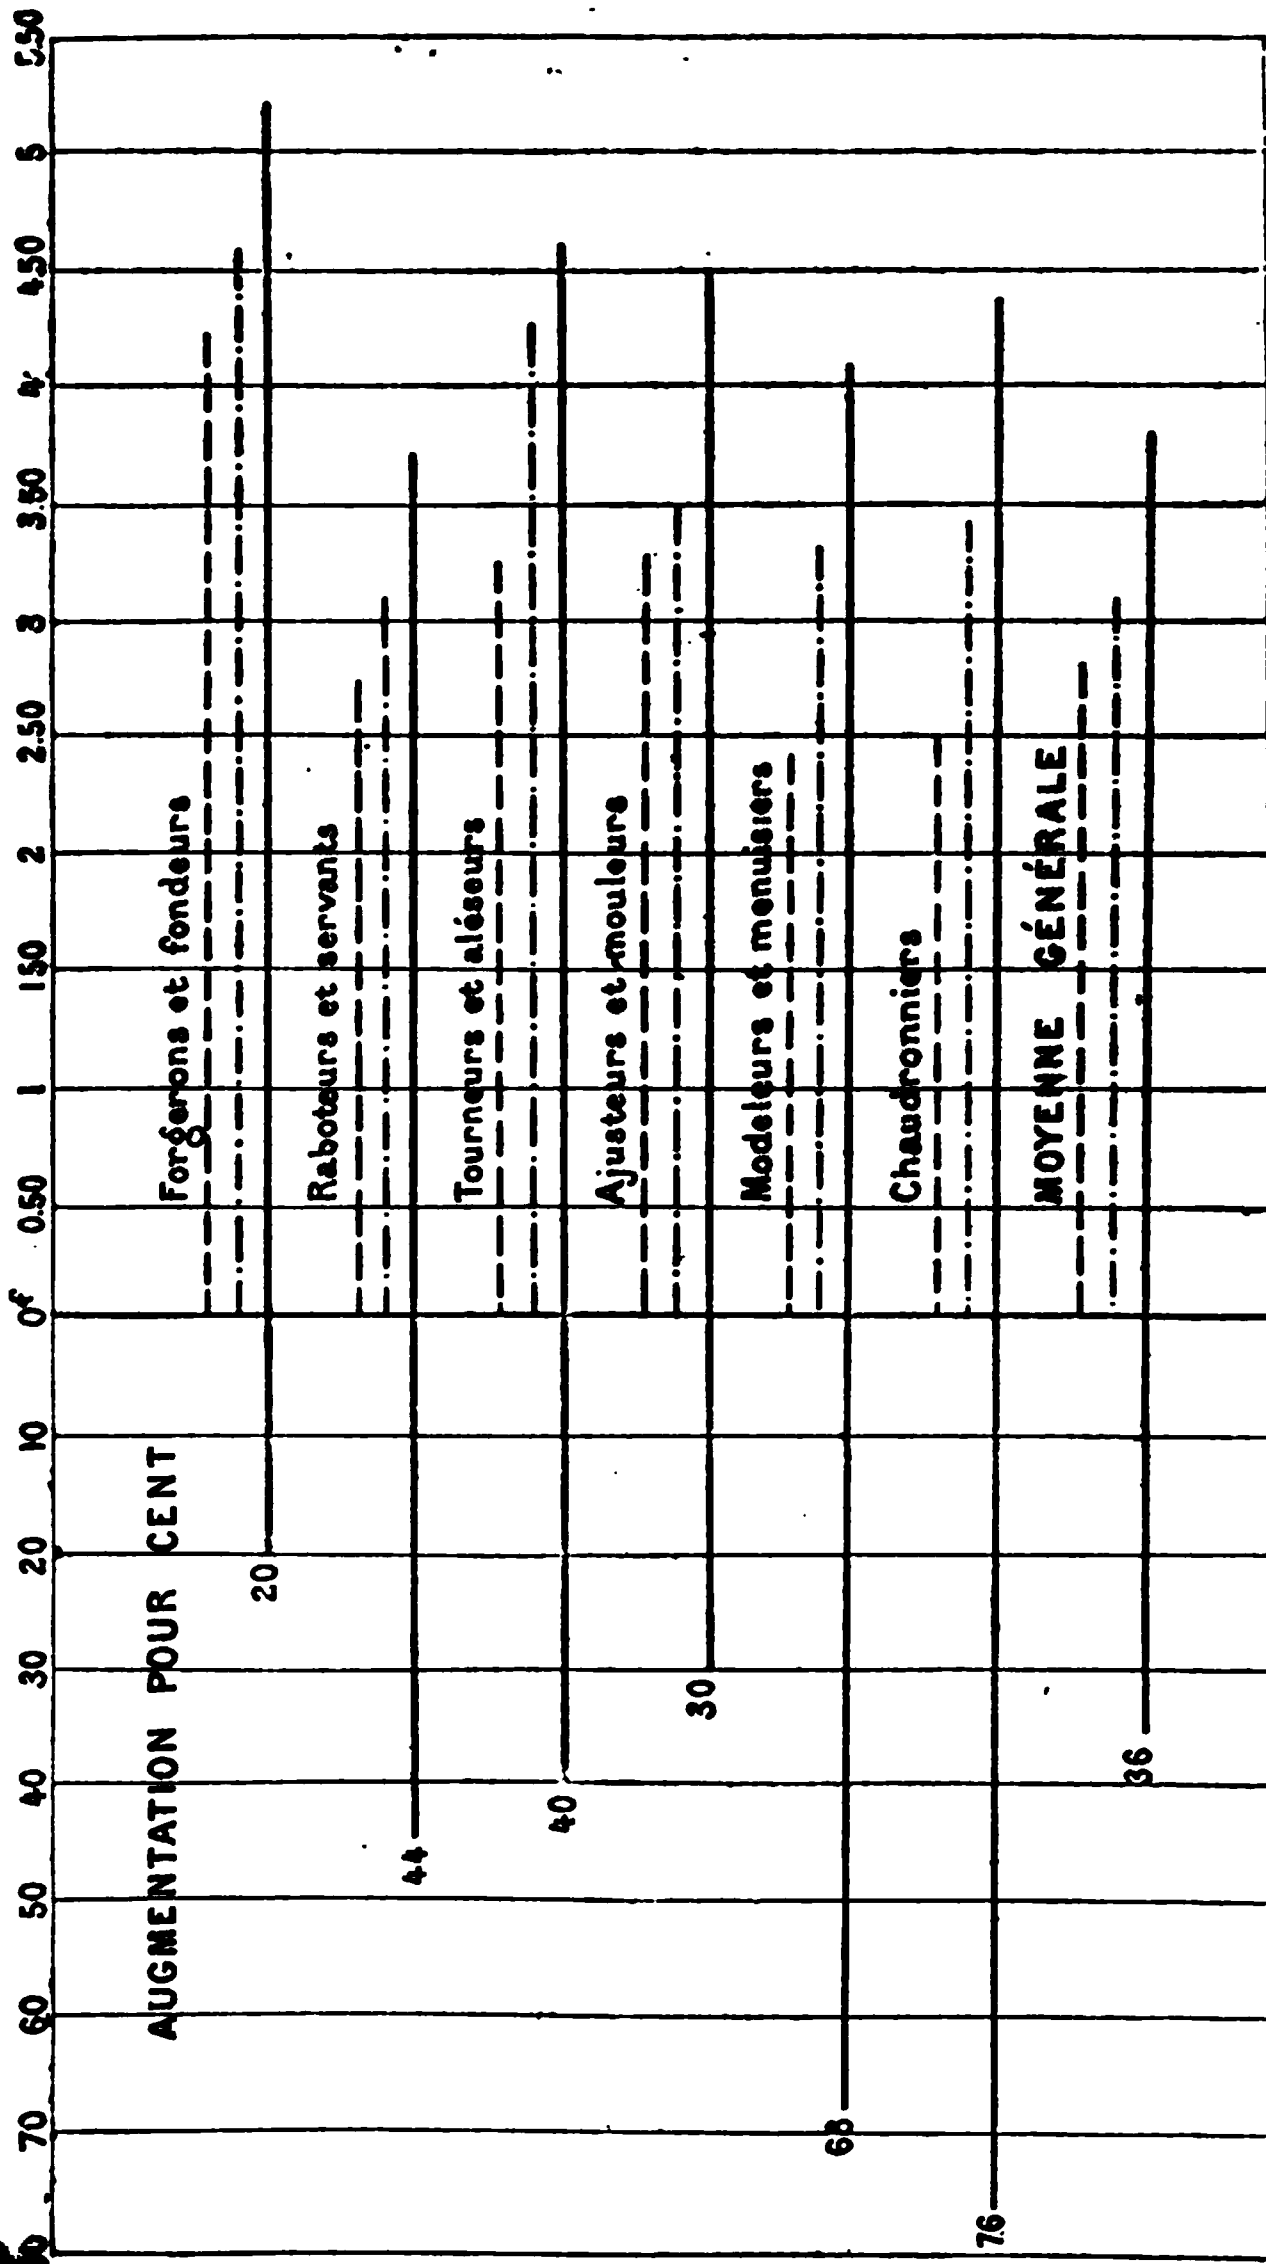 70 60 50 40 30 20 10 0f 0.50 1 1.50 2 2.50 3 3.50 4 4.50 5 5.50
AUGMENTATION POUR CENT
Forgerons et fondeurs
20
Raboteurs et servants
44
Tourneurs et aléseurs
40
Ajusteurs et mouleurs
30
Modeleurs et menuisiers
68
Chaudronniers
76
MOYENNE GÉNÉRALE
36